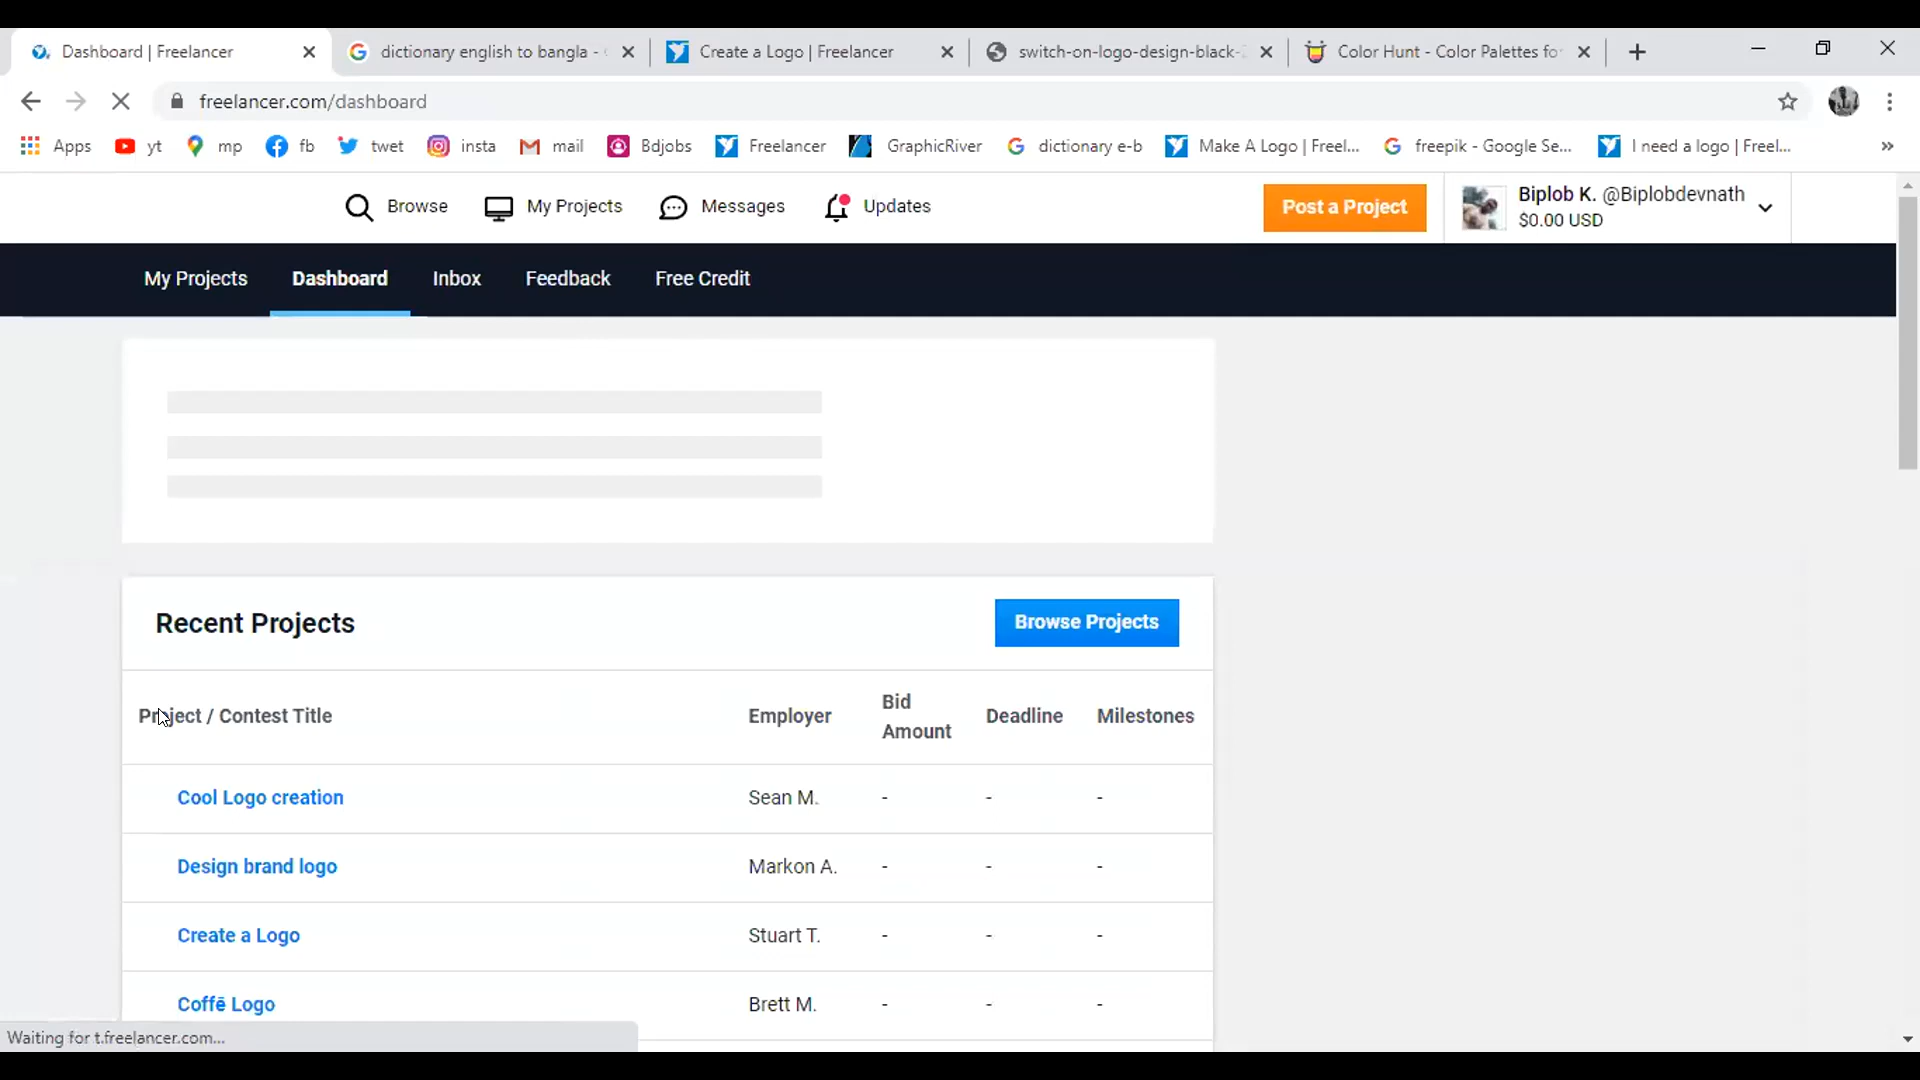 Dashboard | Freelancer
dictionary english to bangla -
Create a Logo | Freelancer
switch-on-logo-design-black-
Color Hunt - Color Palettes fo
freelancer.com/dashboard
Apps
yt
mp
fb
twet
insta
mail
Bdjobs
Freelancer
GraphicRiver
dictionary e-b
Make A Logo | Freel...
freepik - Google Se...
I need a logo | Freel...
Browse
My Projects
Messages
Updates
Post a Project
Biplob K. @Biplobdevnath
$0.00 USD
My Projects
Dashboard
Inbox
Feedback
Free Credit
Recent Projects
Browse Projects
Project / Contest Title
Employer
Bid
Amount
Deadline
Milestones
Cool Logo creation
Sean M.
-
-
-
Design brand logo
Markon A.
-
-
-
Create a Logo
Stuart T.
-
-
-
Coffē Logo
Brett M.
-
-
-
Waiting for t.freelancer.com...